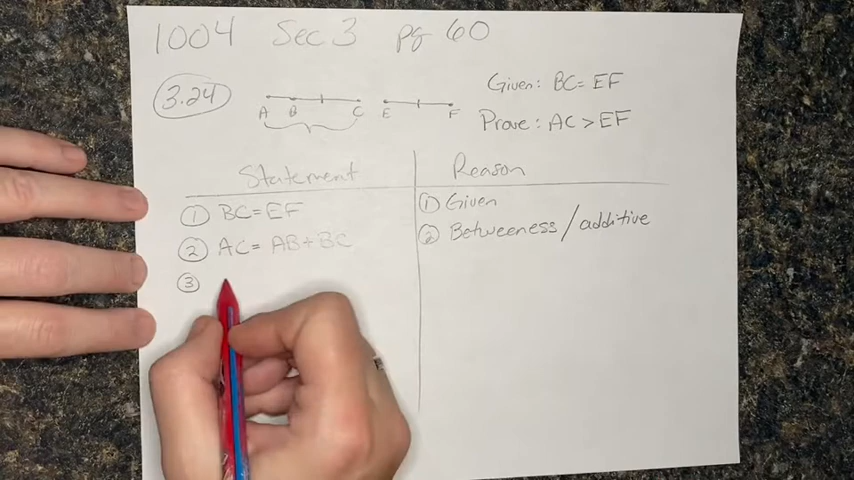 1004 Sec 3 pg 60
3.24
A B C E F
Given: BC = EF
Prove: AC > EF
Statement Reason
① BC = EF ① Given
② AC = AB + BC ② Betweeness / additive
③